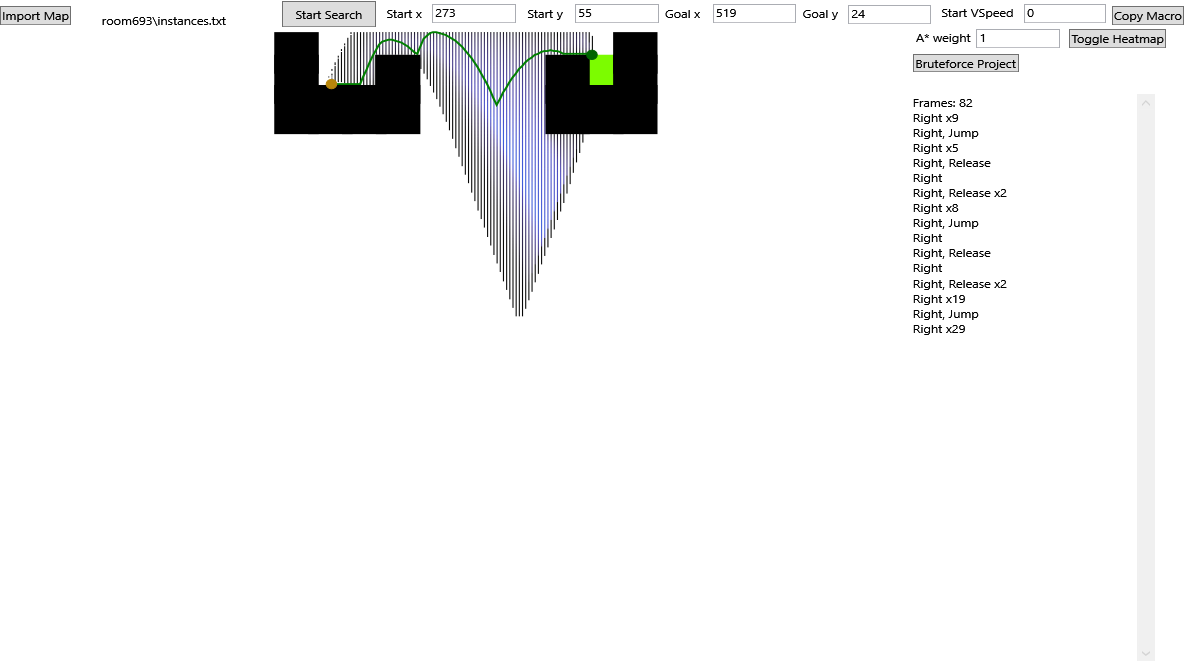 Import Map
room693\instances.txt
Start Search
Start x 273
Start y 55
Goal x 519
Goal y 24
Start VSpeed 0
Copy Macro
A* weight 1
Toggle Heatmap
Bruteforce Project
Frames: 82
Right x9
Right, Jump
Right x5
Right, Release
Right
Right, Release x2
Right x8
Right, Jump
Right
Right, Release
Right
Right, Release x2
Right x19
Right, Jump
Right x29